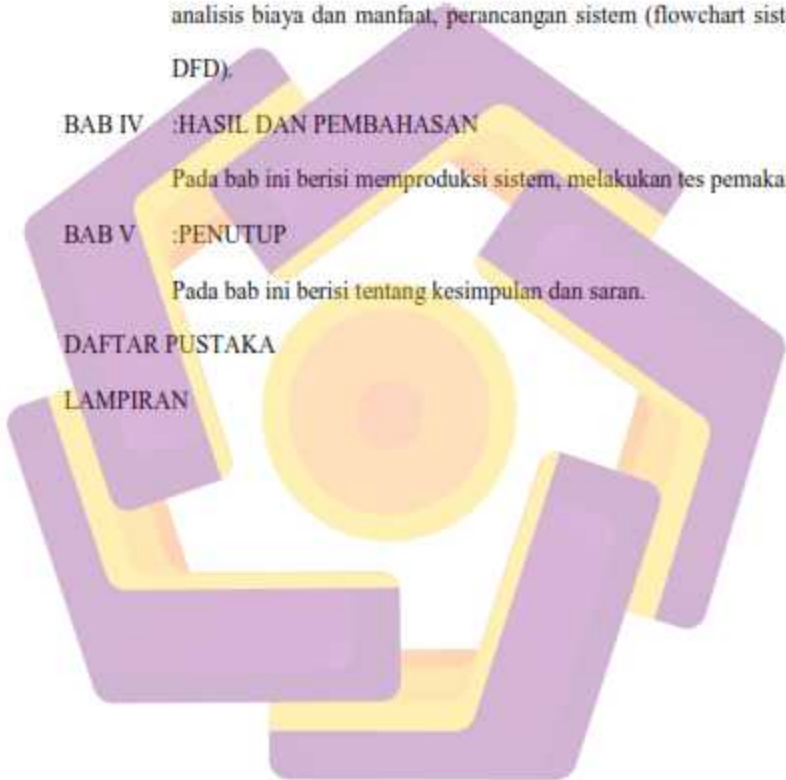 analisis biaya dan manfaat, perancangan sistem (flowchart sist
DFD).
BAB IV :HASIL DAN PEMBAHASAN
Pada bab ini berisi memproduksi sistem, melakukan tes pemaka
BAB V :PENUTUP
Pada bab ini berisi tentang kesimpulan dan saran.
DAFTAR PUSTAKA
LAMPIRAN